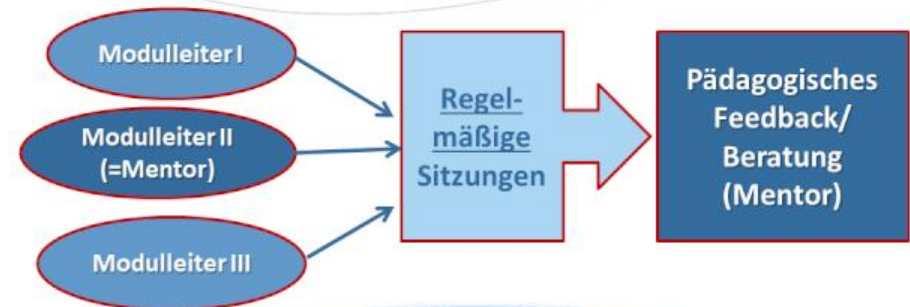 Modulleiter I
Modulleiter II
(=Mentor)
Modulleiter III
Regel-
mäßige
Sitzungen
Pädagogisches
Feedback/
Beratung
(Mentor)